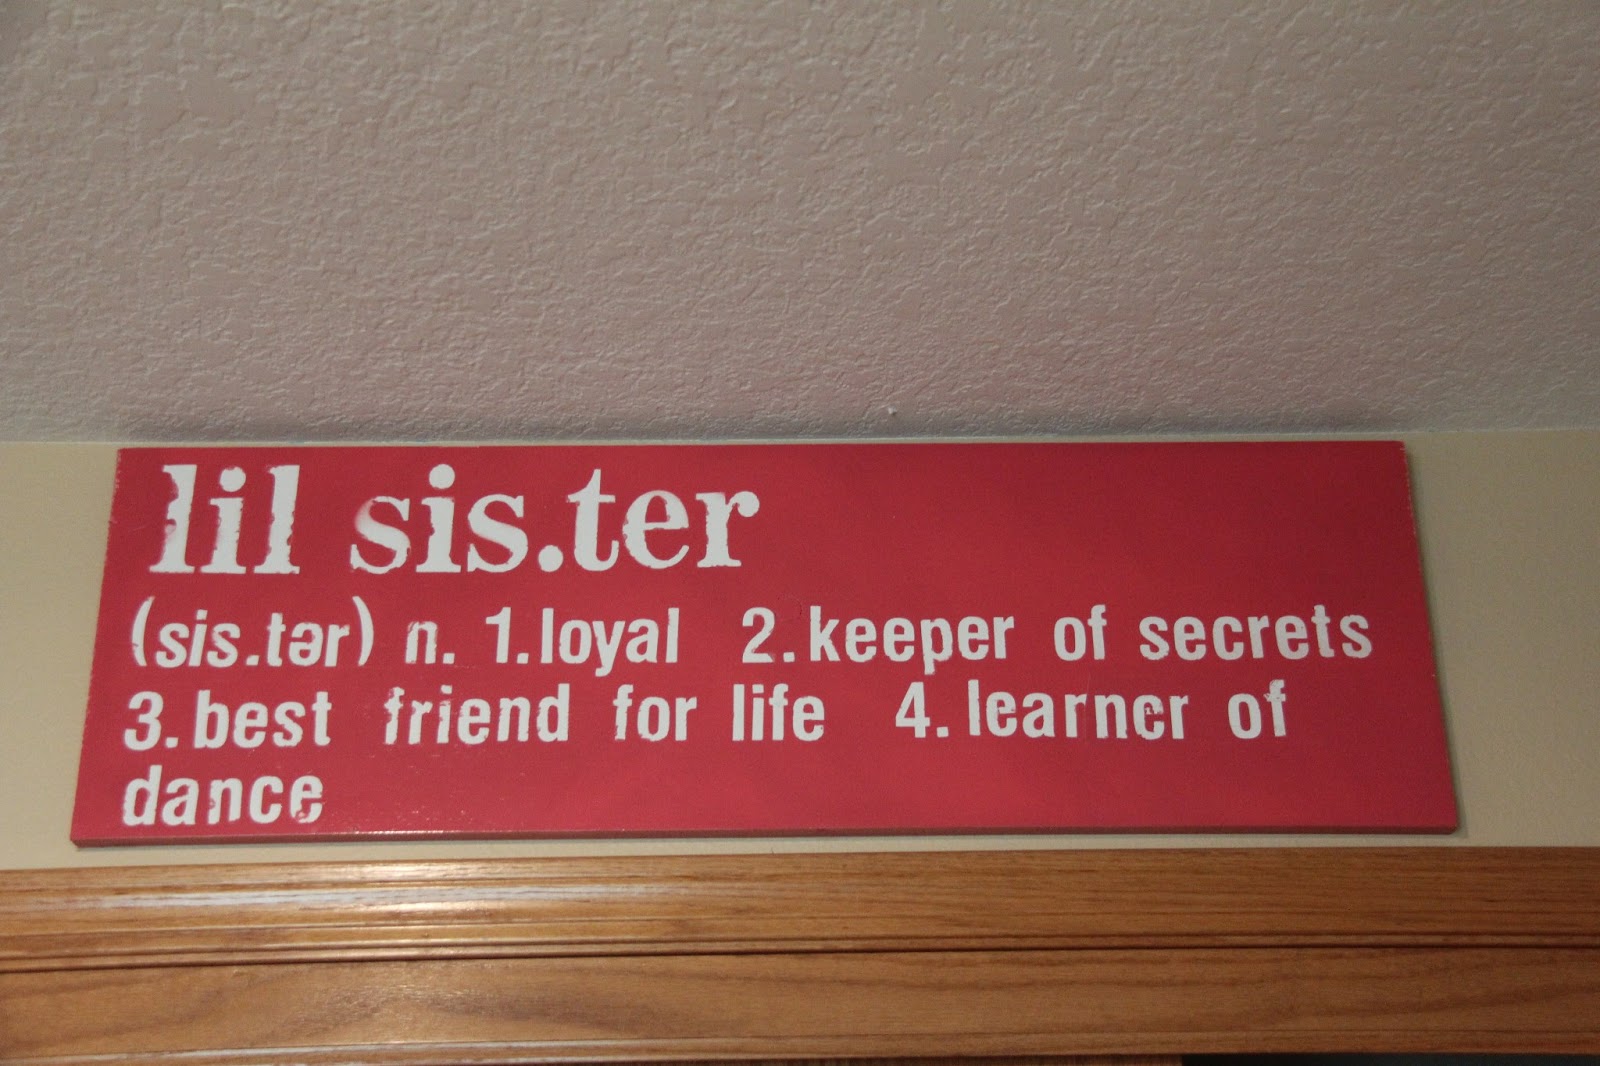 lil sis.ter
(sis.tər) n. 1.loyal 2.keeper of secrets
3.best friend for life 4.learner of
dance